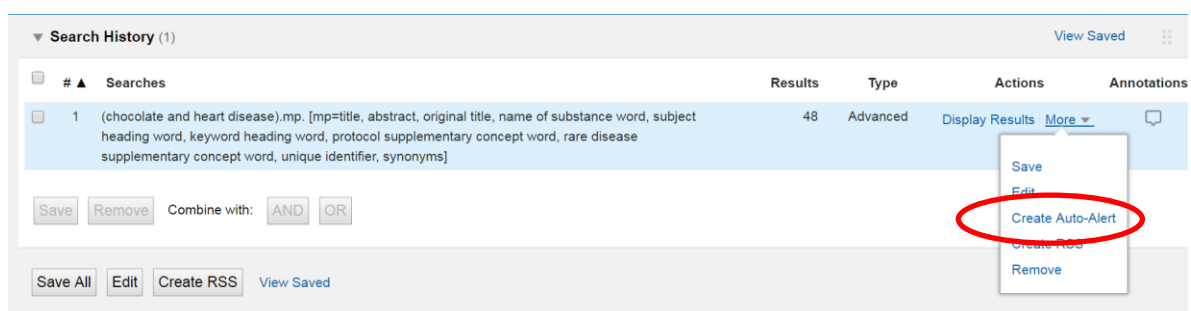 ▼ Search History (1) View Saved
# ▲ Searches Results Type Actions Annotations
1 (chocolate and heart disease).mp. [mp=title, abstract, original title, name of substance word, subject 48 Advanced Display Results More ▼
heading word, keyword heading word, protocol supplementary concept word, rare disease
supplementary concept word, unique identifier, synonyms]
Save
Edit
Save Remove Combine with: AND OR
Create Auto-Alert
Create RSS
Remove
Save All Edit Create RSS View Saved